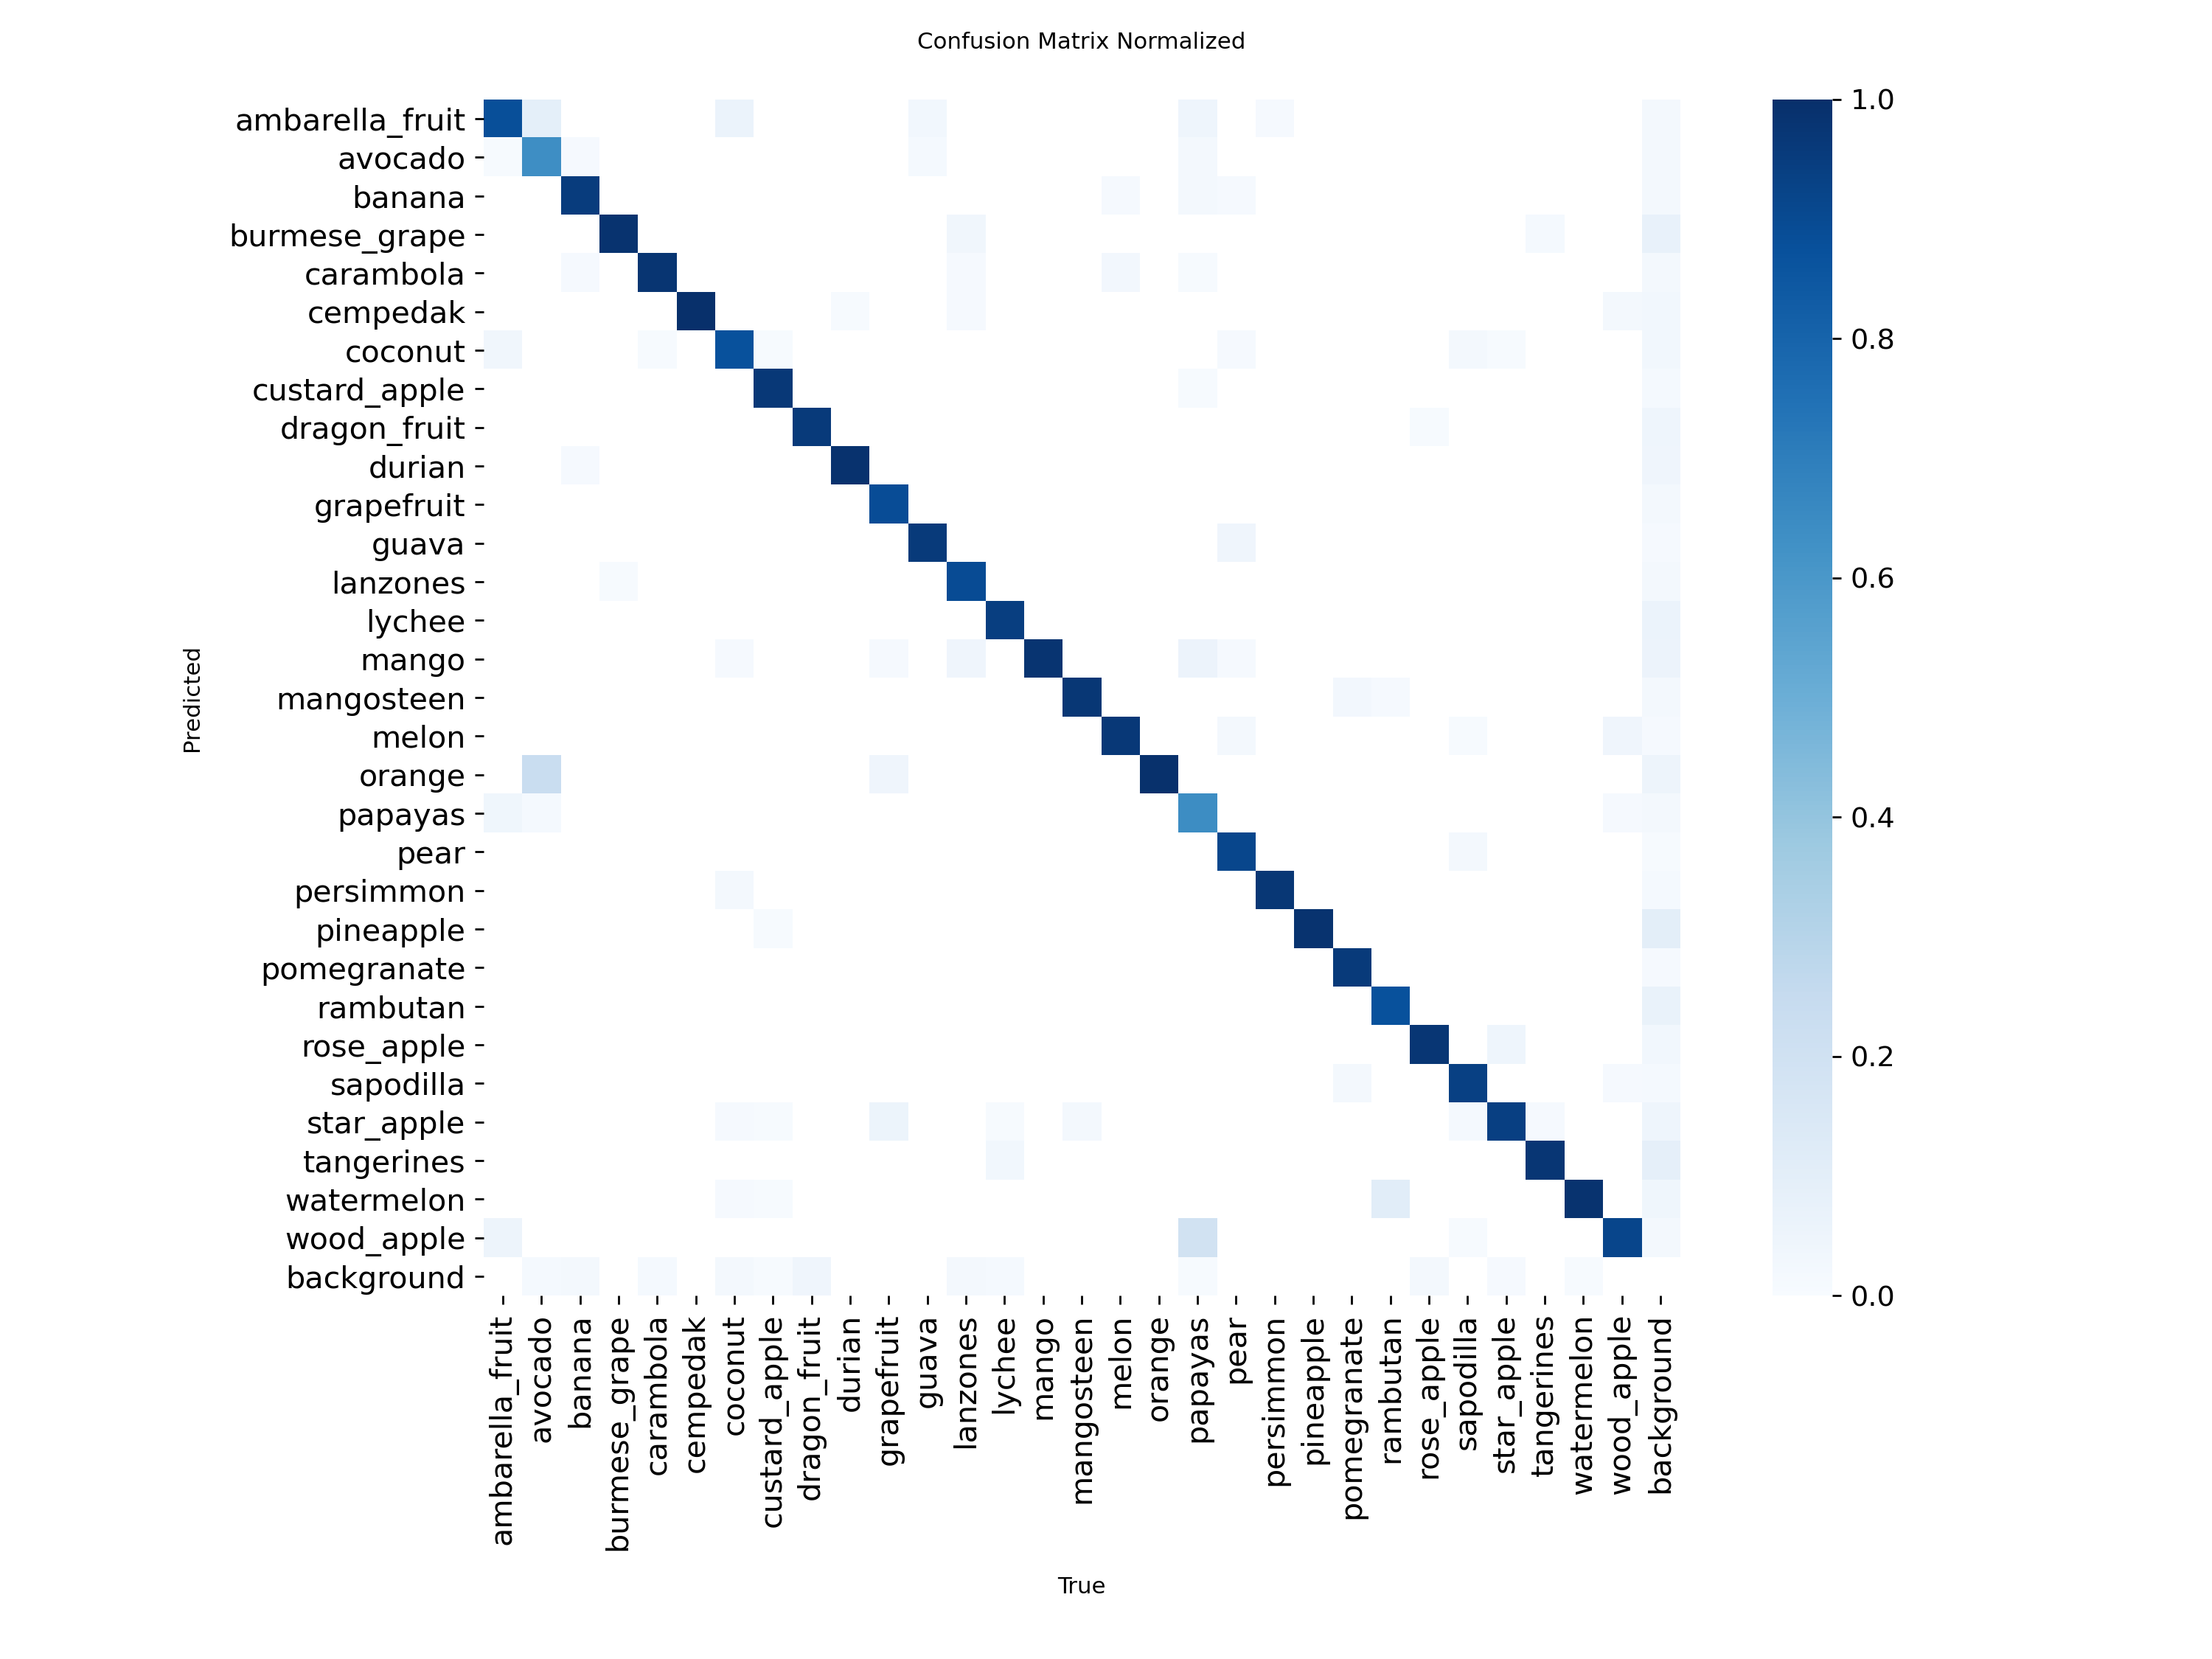 Confusion Matrix Normalized
ambarella_fruit
avocado
banana
burmese_grape
carambola
cempedak
coconut
custard_apple
dragon_fruit
durian
grapefruit
guava
lanzones
lychee
mango
mangosteen
melon
orange
papayas
pear
persimmon
pineapple
pomegranate
rambutan
rose_apple
sapodilla
star_apple
tangerines
watermelon
wood_apple
background
Predicted
ambarella_fruit
avocado
banana
burmese_grape
carambola
cempedak
coconut
custard_apple
dragon_fruit
durian
grapefruit
guava
lanzones
lychee
mango
mangosteen
melon
orange
papayas
pear
persimmon
pineapple
pomegranate
rambutan
rose_apple
sapodilla
star_apple
tangerines
watermelon
wood_apple
background
True
1.0
0.8
0.6
0.4
0.2
0.0